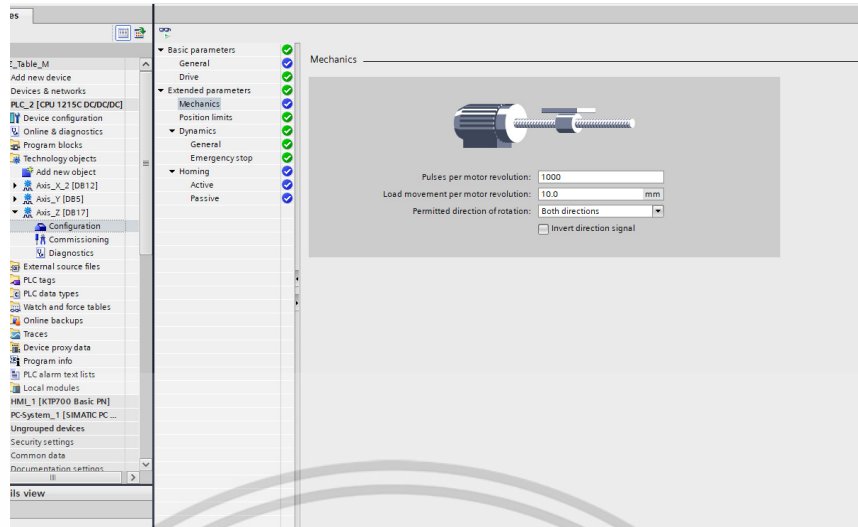 es
E_Table_M
Add new device
Devices & networks
PLC_2 [CPU 1215C DC/DC/DC]
Device configuration
Online & diagnostics
Program blocks
Technology objects
Add new object
Axis_X_2 [DB12]
Axis_Y [DB5]
Axis_Z [DB17]
Configuration
Commissioning
Diagnostics
External source files
PLC tags
PLC data types
Watch and force tables
Online backups
Traces
Device proxy data
Program info
PLC alarm text lists
Local modules
HMI_1 [KTP700 Basic PN]
PC-System_1 [SIMATIC PC ...
Ungrouped devices
Security settings
Common data
Documentation settings
ils view
Basic parameters
General
Drive
Extended parameters
Mechanics
Position limits
Dynamics
General
Emergency stop
Homing
Active
Passive
Mechanics
Pulses per motor revolution: 1000
Load movement per motor revolution: 10.0 mm
Permitted direction of rotation: Both directions
Invert direction signal